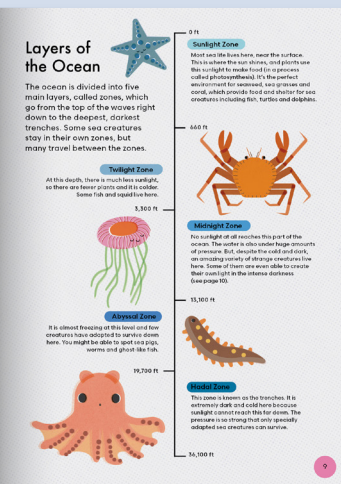 Layers of
the Ocean
The ocean is divided into five
main layers, called zones, which
go from the top of the waves right
down to the deepest, darkest
trenches. Some sea creatures
stay in their own zones, but
many travel between the zones.
0 ft
Sunlight Zone
Most sea life lives here, near the surface.
This is where the sun shines, and plants use
this sunlight to make food (in a process
called photosynthesis). It's the perfect
environment for seaweed, sea grasses and
coral, which provide food and shelter for sea
creatures including fish, turtles and dolphins.
660 ft
Twilight Zone
At this depth, there is much less sunlight,
so there are fewer plants and it is colder.
Some fish and squid live here.
3,300 ft
Midnight Zone
No sunlight at all reaches this part of the
ocean. The water is also under huge amounts
of pressure. But, despite the cold and dark,
an amazing variety of strange creatures live
here. Some of them are even able to create
their own light in the intense darkness
(see page 10).
13,100 ft
Abyssal Zone
It is almost freezing at this level and few
creatures have adapted to survive down
here. You might be able to spot sea pigs,
worms and ghost-like fish.
19,700 ft
Hadal Zone
This zone is known as the trenches. It is
extremely dark and cold here because
sunlight cannot reach this far down. The
pressure is so strong that only specially
adapted sea creatures can survive.
36,100 ft
9